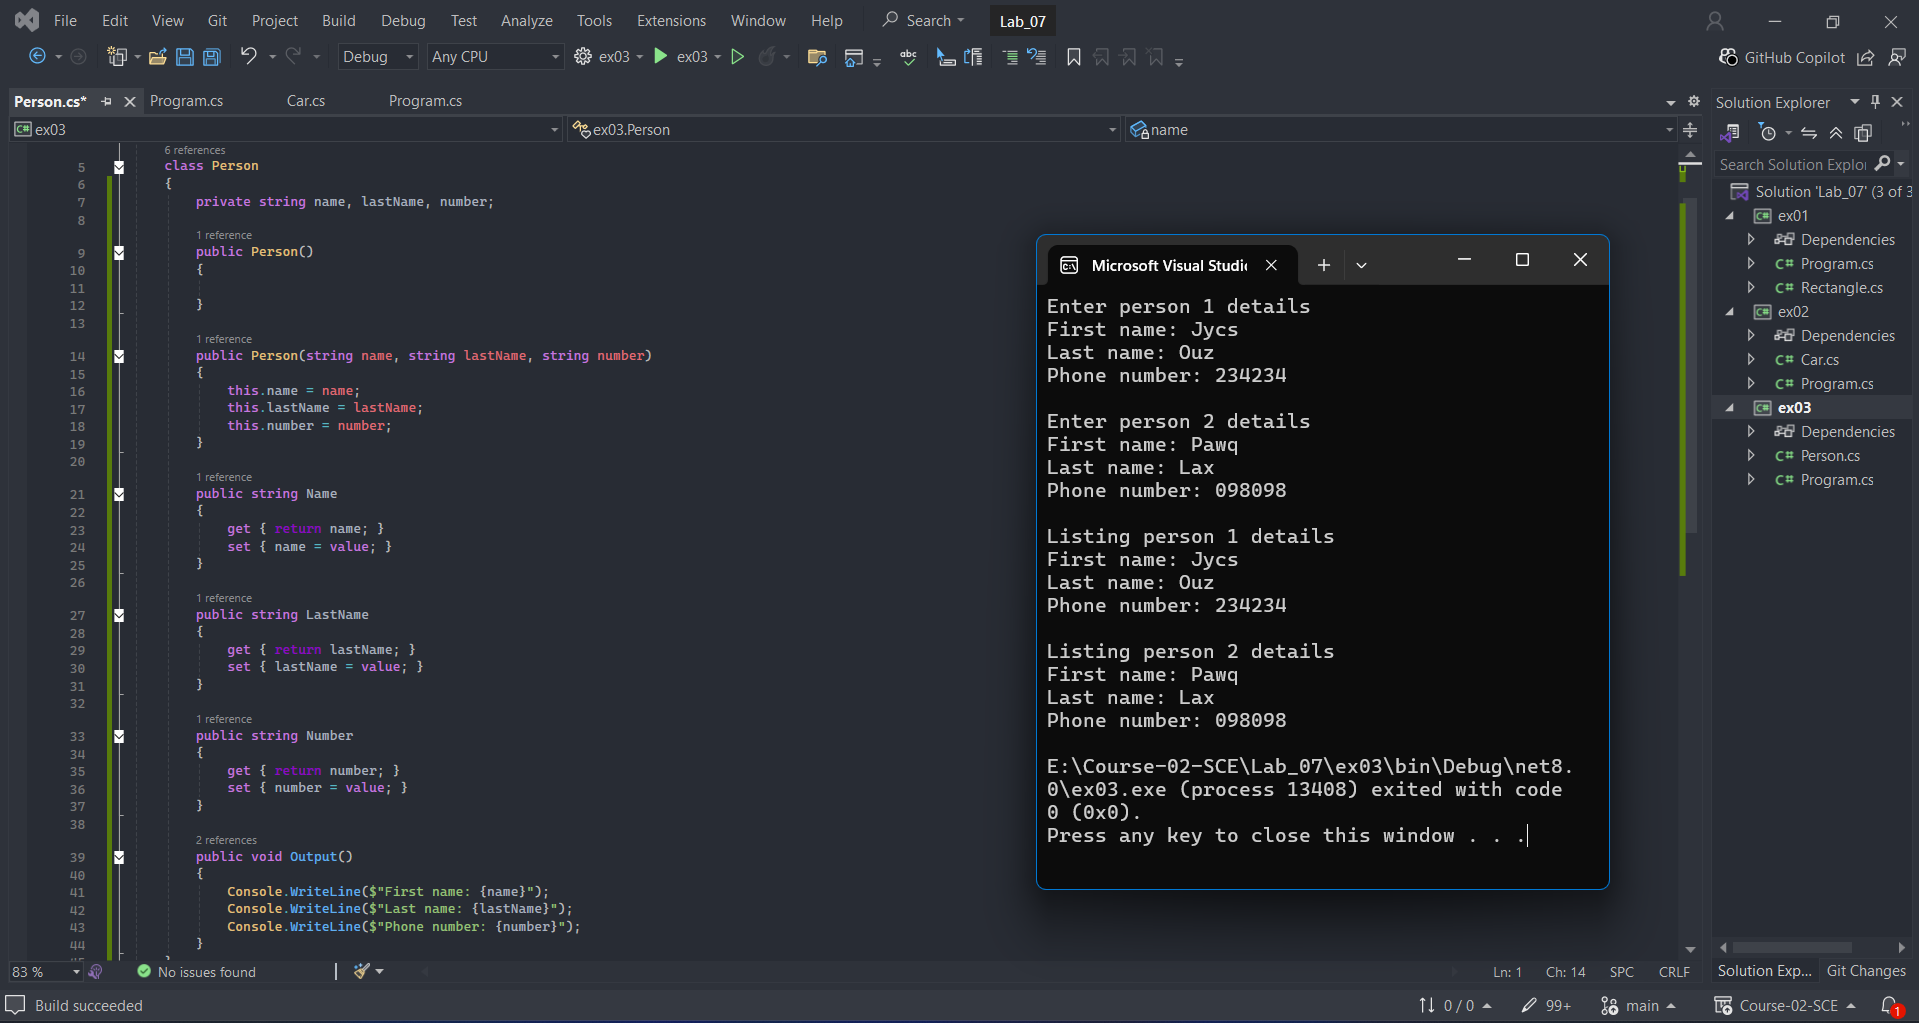 File Edit View Git Project Build Debug Test Analyze Tools Extensions Window Help Search Lab_07
Debug Any CPU ex03 ex03 GitHub Copilot
Person.cs* Program.cs Car.cs Program.cs
ex03 ex03.Person name
6 references
5 class Person
6 {
7 private string name, lastName, number;
8
1 reference
9 public Person()
10 {
11
12 }
13
1 reference
14 public Person(string name, string lastName, string number)
15 {
16 this.name = name;
17 this.lastName = lastName;
18 this.number = number;
19 }
20
1 reference
21 public string Name
22 {
23 get { return name; }
24 set { name = value; }
25 }
26
1 reference
27 public string LastName
28 {
29 get { return lastName; }
30 set { lastName = value; }
31 }
32
1 reference
33 public string Number
34 {
35 get { return number; }
36 set { number = value; }
37 }
38
2 references
39 public void Output()
40 {
41 Console.WriteLine($"First name: {name}");
42 Console.WriteLine($"Last name: {lastName}");
43 Console.WriteLine($"Phone number: {number}");
44 }
83 % No issues found Ln: 1 Ch: 14 SPC CRLF
Microsoft Visual Studi
Enter person 1 details
First name: Jycs
Last name: Ouz
Phone number: 234234
Enter person 2 details
First name: Pawq
Last name: Lax
Phone number: 098098
Listing person 1 details
First name: Jycs
Last name: Ouz
Phone number: 234234
Listing person 2 details
First name: Pawq
Last name: Lax
Phone number: 098098
E:\Course-02-SCE\Lab_07\ex03\bin\Debug\net8.
0\ex03.exe (process 13408) exited with code
0 (0x0).
Press any key to close this window . . .
Solution Explorer
Search Solution Explo
Solution 'Lab_07' (3 of 3
ex01
Dependencies
C# Program.cs
C# Rectangle.cs
ex02
Dependencies
C# Car.cs
C# Program.cs
ex03
Dependencies
C# Person.cs
C# Program.cs
Solution Exp... Git Changes
Build succeeded 0 / 0 99+ main Course-02-SCE 1